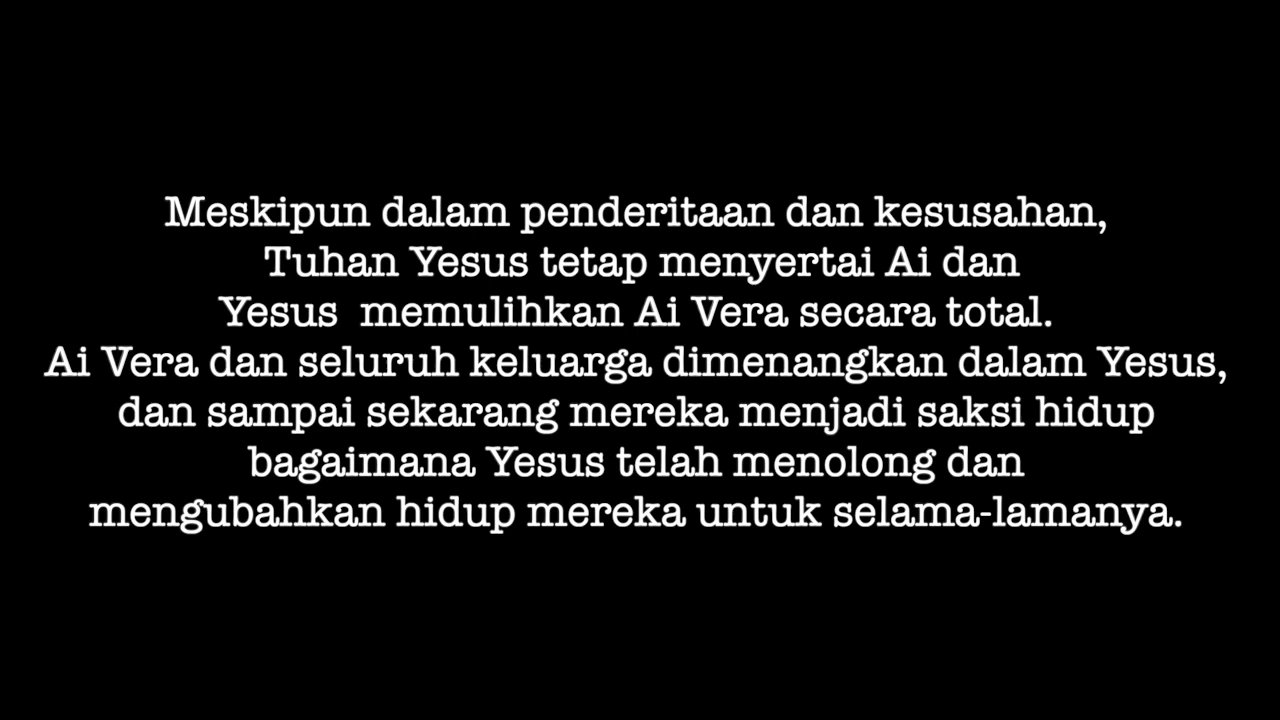 Meskipun dalam penderitaan dan kesusahan,
Tuhan Yesus tetap menyertai Ai dan
Yesus  memulihkan Ai Vera secara total.
Ai Vera dan seluruh keluarga dimenangkan dalam Yesus,
dan sampai sekarang mereka menjadi saksi hidup
bagaimana Yesus telah menolong dan
mengubahkan hidup mereka untuk selama-lamanya.